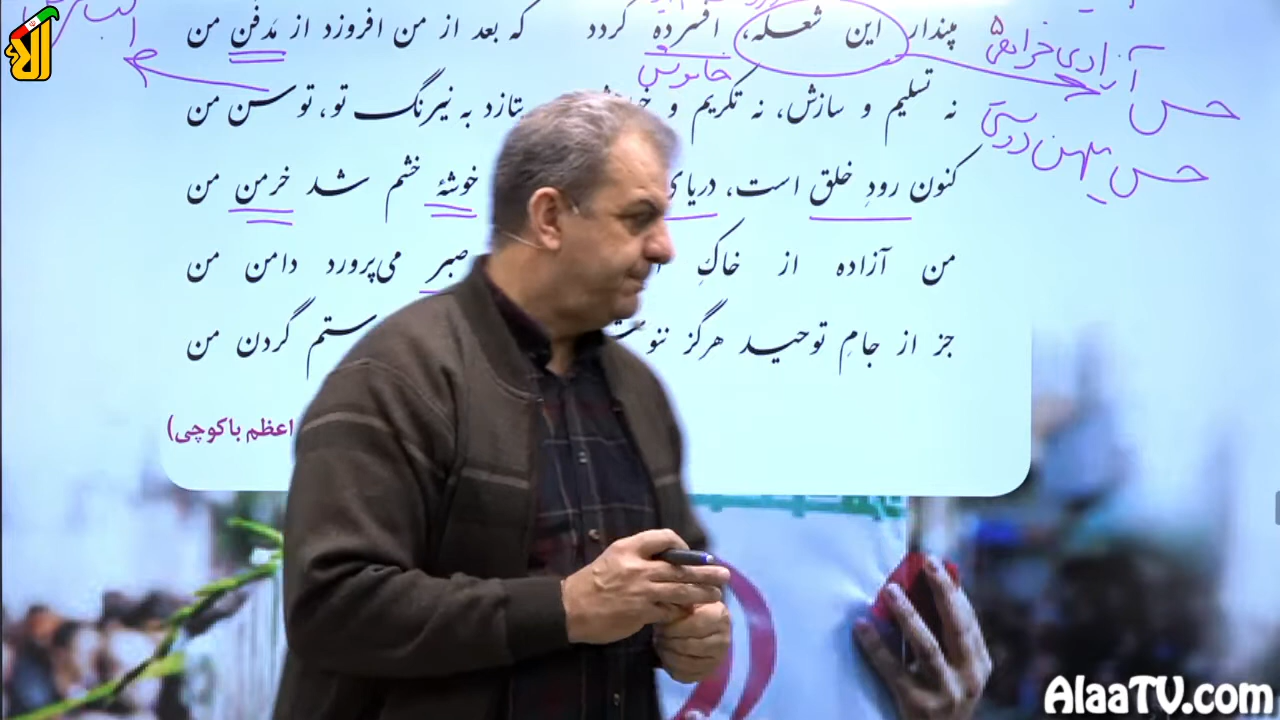 مپندار این شعله، افسرده گردد که بعد از من افروزد از مدفن من
خاموش
حس آزادی‌خواهی
نه تسلیم و سازش، نه تکریم و بتازد به نیرنگ تو، توسن من
حس میهن دوستی
کنون رودِ خلق است، دریای خوشهٔ خشم شد خرمن من
من آزاده از خاکِ صبر می‌پرورد دامن من
جز از جامِ توحید هرگز ستم گردن من
اعظم باکوچی)
الا
AlaaTV.com